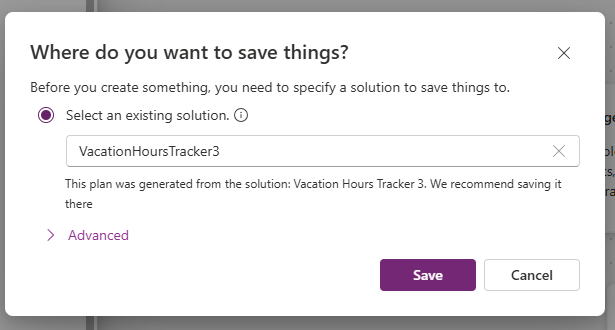 Where do you want to save things?
Before you create something, you need to specify a solution to save things to.
Select an existing solution.
VacationHoursTracker3
This plan was generated from the solution: Vacation Hours Tracker 3. We recommend saving it
there
Advanced
Save Cancel